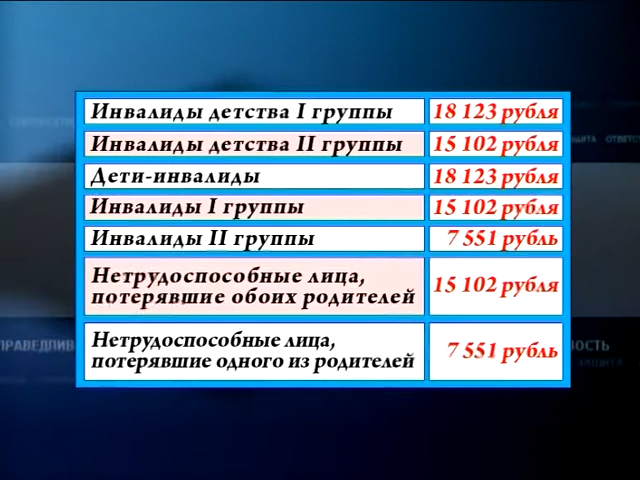 Инвалиды детства I группы 18 123 рубля
Инвалиды детства II группы 15 102 рубля
Дети-инвалиды 18 123 рубля
Инвалиды I группы 15 102 рубля
Инвалиды II группы 7 551 рубль
Нетрудоспособные лица,
потерявшие обоих родителей 15 102 рубля
Нетрудоспособные лица,
потерявшие одного из родителей 7 551 рубль